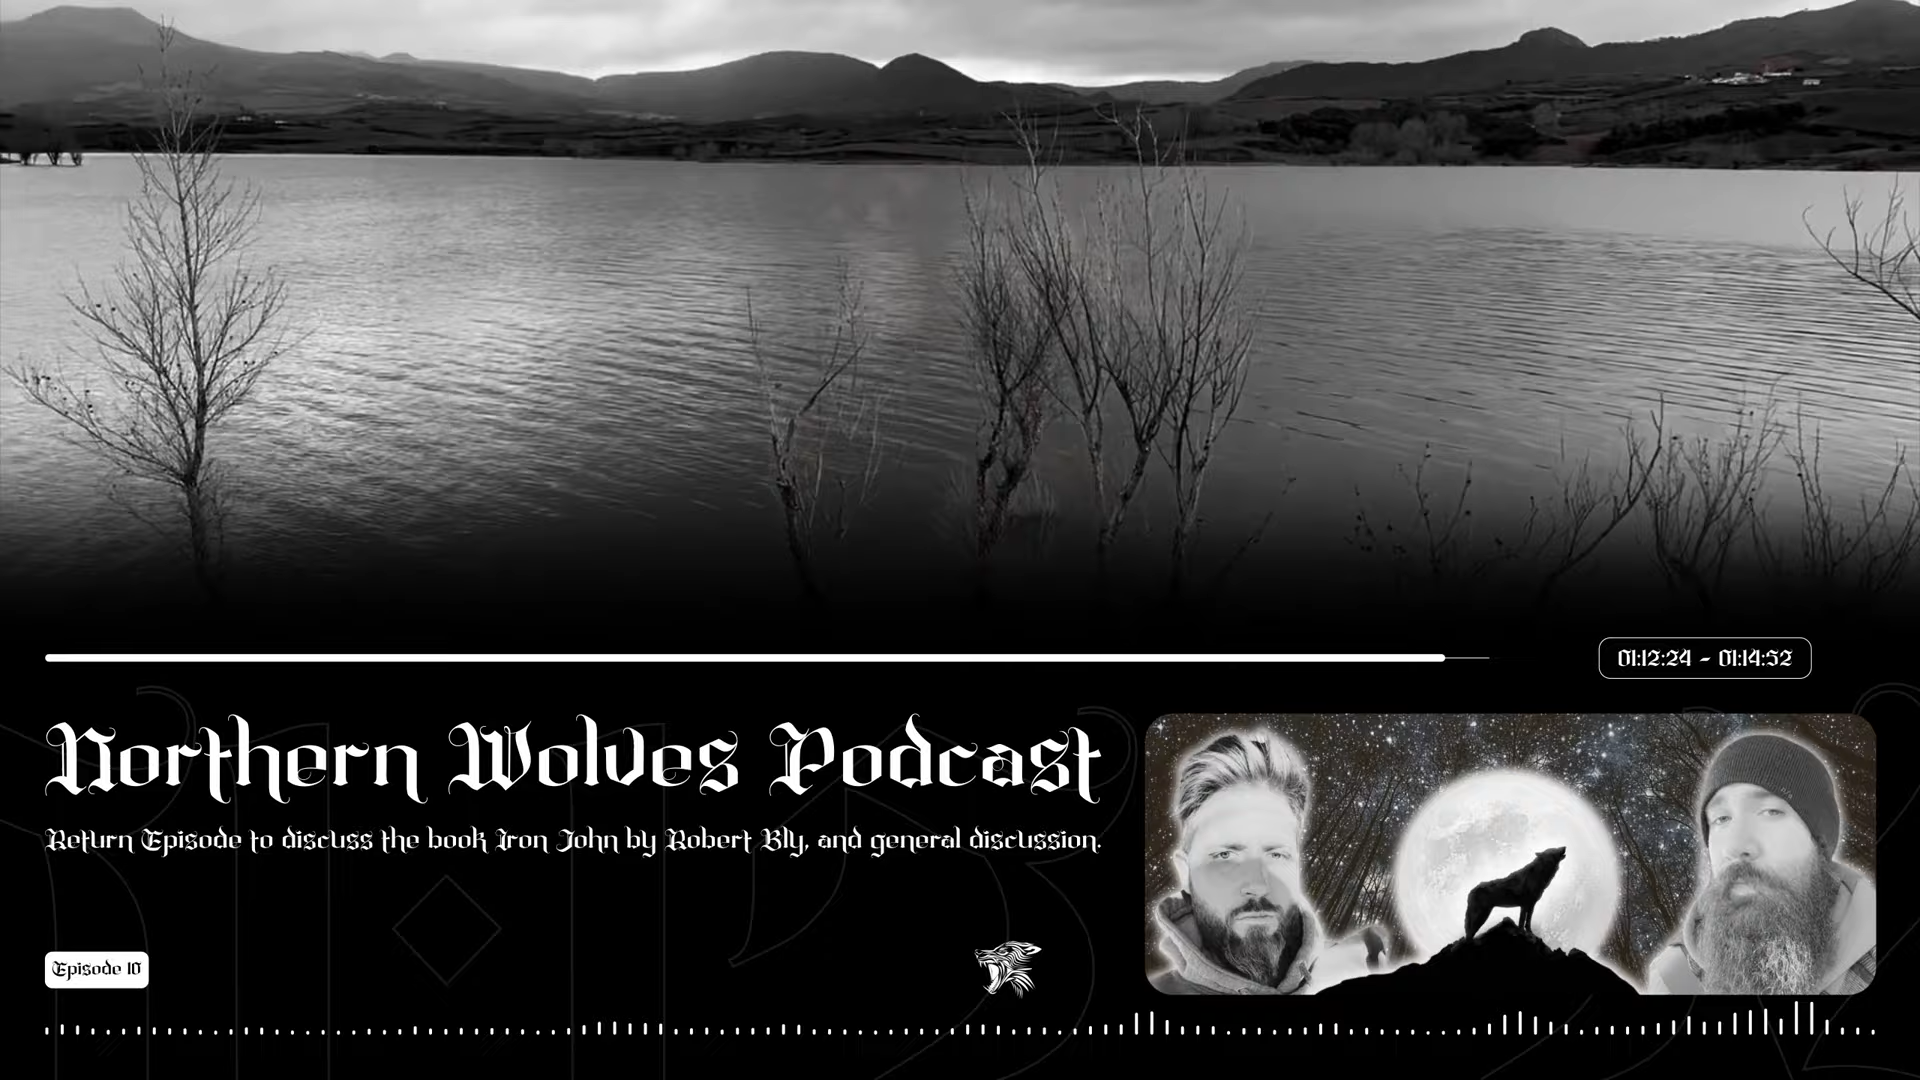 01:12:24 - 01:14:52
Northern Wolves Podcast
Return Episode to discuss the book Iron John by Robert Bly, and general discussion.
Episode 10